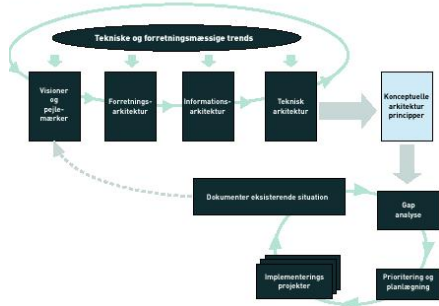 Tekniske og forretningsmæssige trends
Visioner
og
pejle-
mærker
Forretnings-
arkitektur
Informations-
arkitektur
Teknisk
arkitektur
Konceptuelle
arkitektur
principper
Dokumenter eksisterende situation
Gap
analyse
Implementerings
projekter
Prioritering og
planlægning